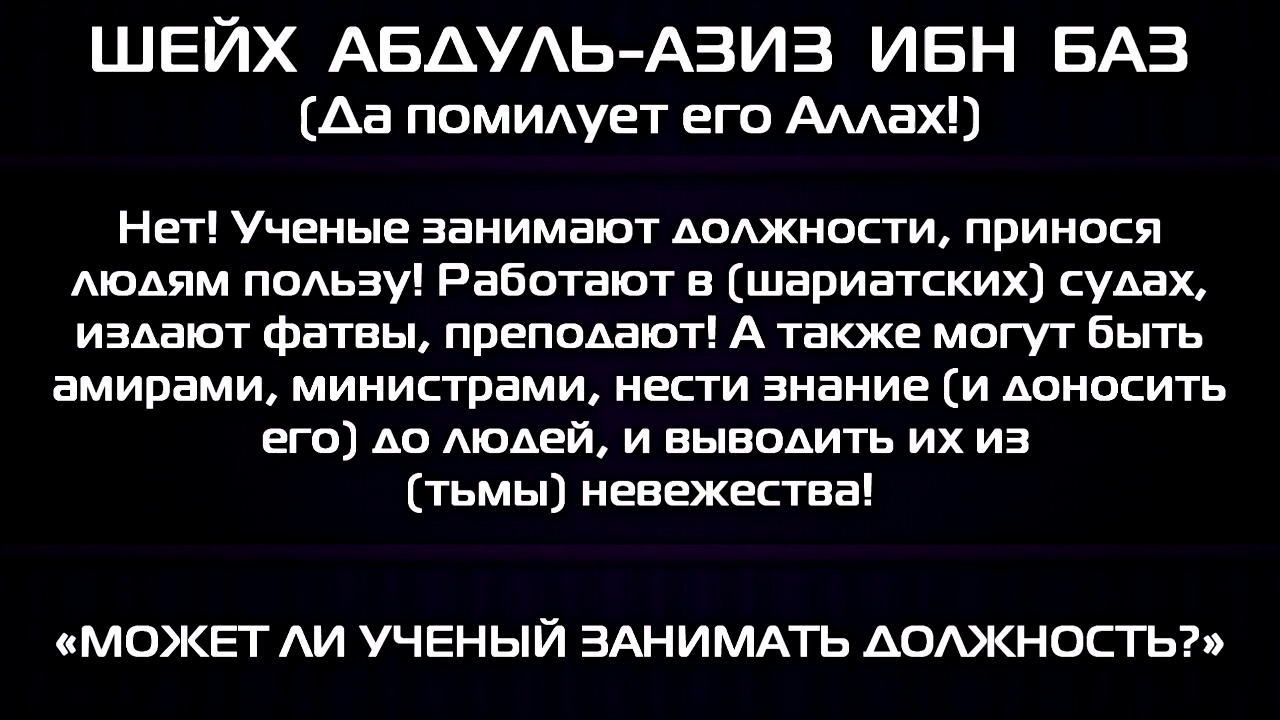 ШЕЙХ АБДУЛЬ-АЗИЗ ИБН БАЗ
(Да помилует его Аллах!)
Нет! Ученые занимают должности, принося
людям пользу! Работают в (шариатских) судах,
издают фатвы, преподают! А также могут быть
амирами, министрами, нести знание (и доносить
его) до людей, и выводить их из
(тьмы) невежества!
«МОЖЕТ ЛИ УЧЕНЫЙ ЗАНИМАТЬ ДОЛЖНОСТЬ?»